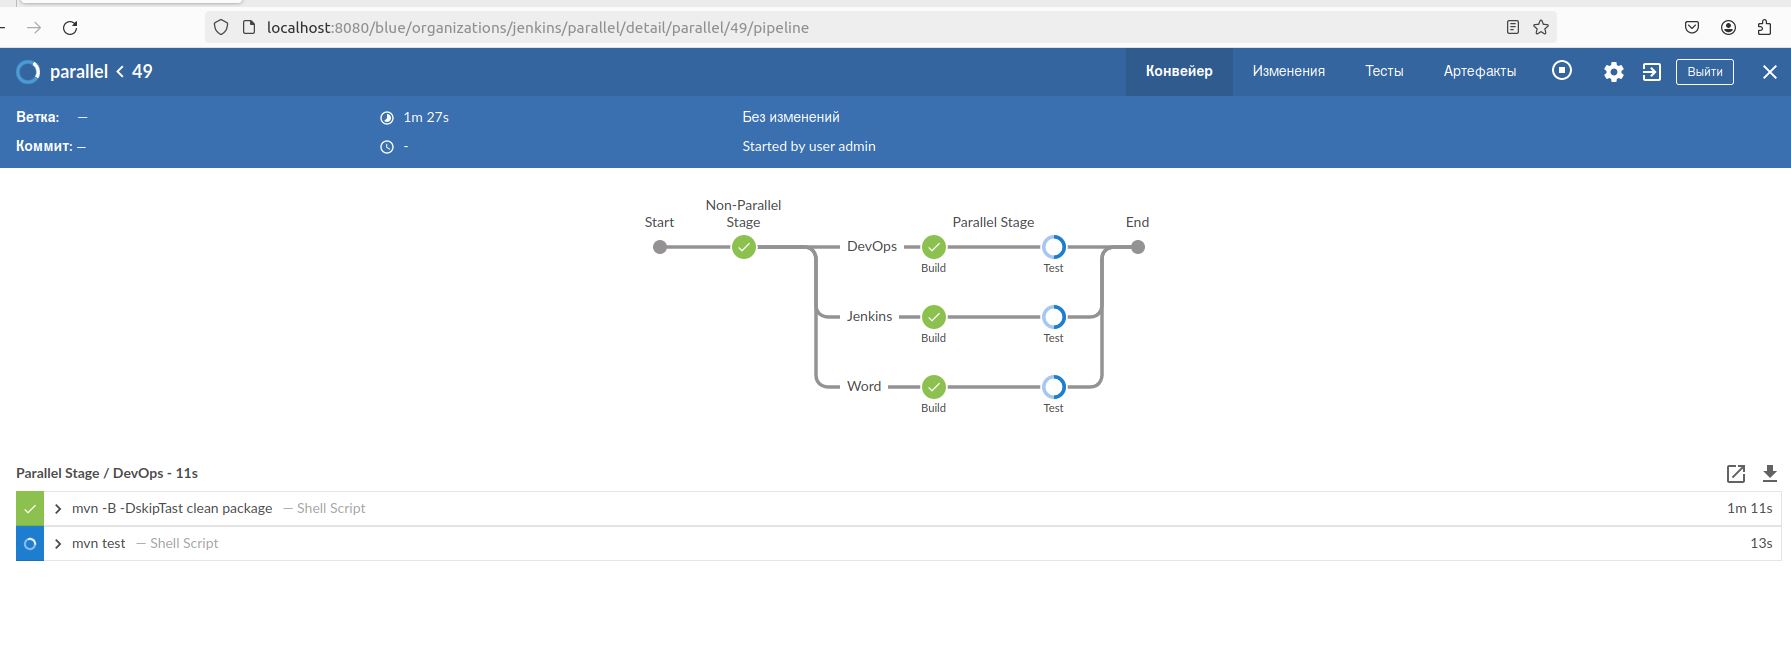 localhost:8080/blue/organizations/jenkins/parallel/detail/parallel/49/pipeline
parallel < 49
Конвейер Изменения Тесты Артефакты Выйти
Ветка: — 1m 27s Без изменений
Коммит: — - Started by user admin
Non-Parallel
Start Stage Parallel Stage End
DevOps
Build Test
Jenkins
Build Test
Word
Build Test
Parallel Stage / DevOps - 11s
mvn -B -DskipTast clean package — Shell Script 1m 11s
mvn test — Shell Script 13s